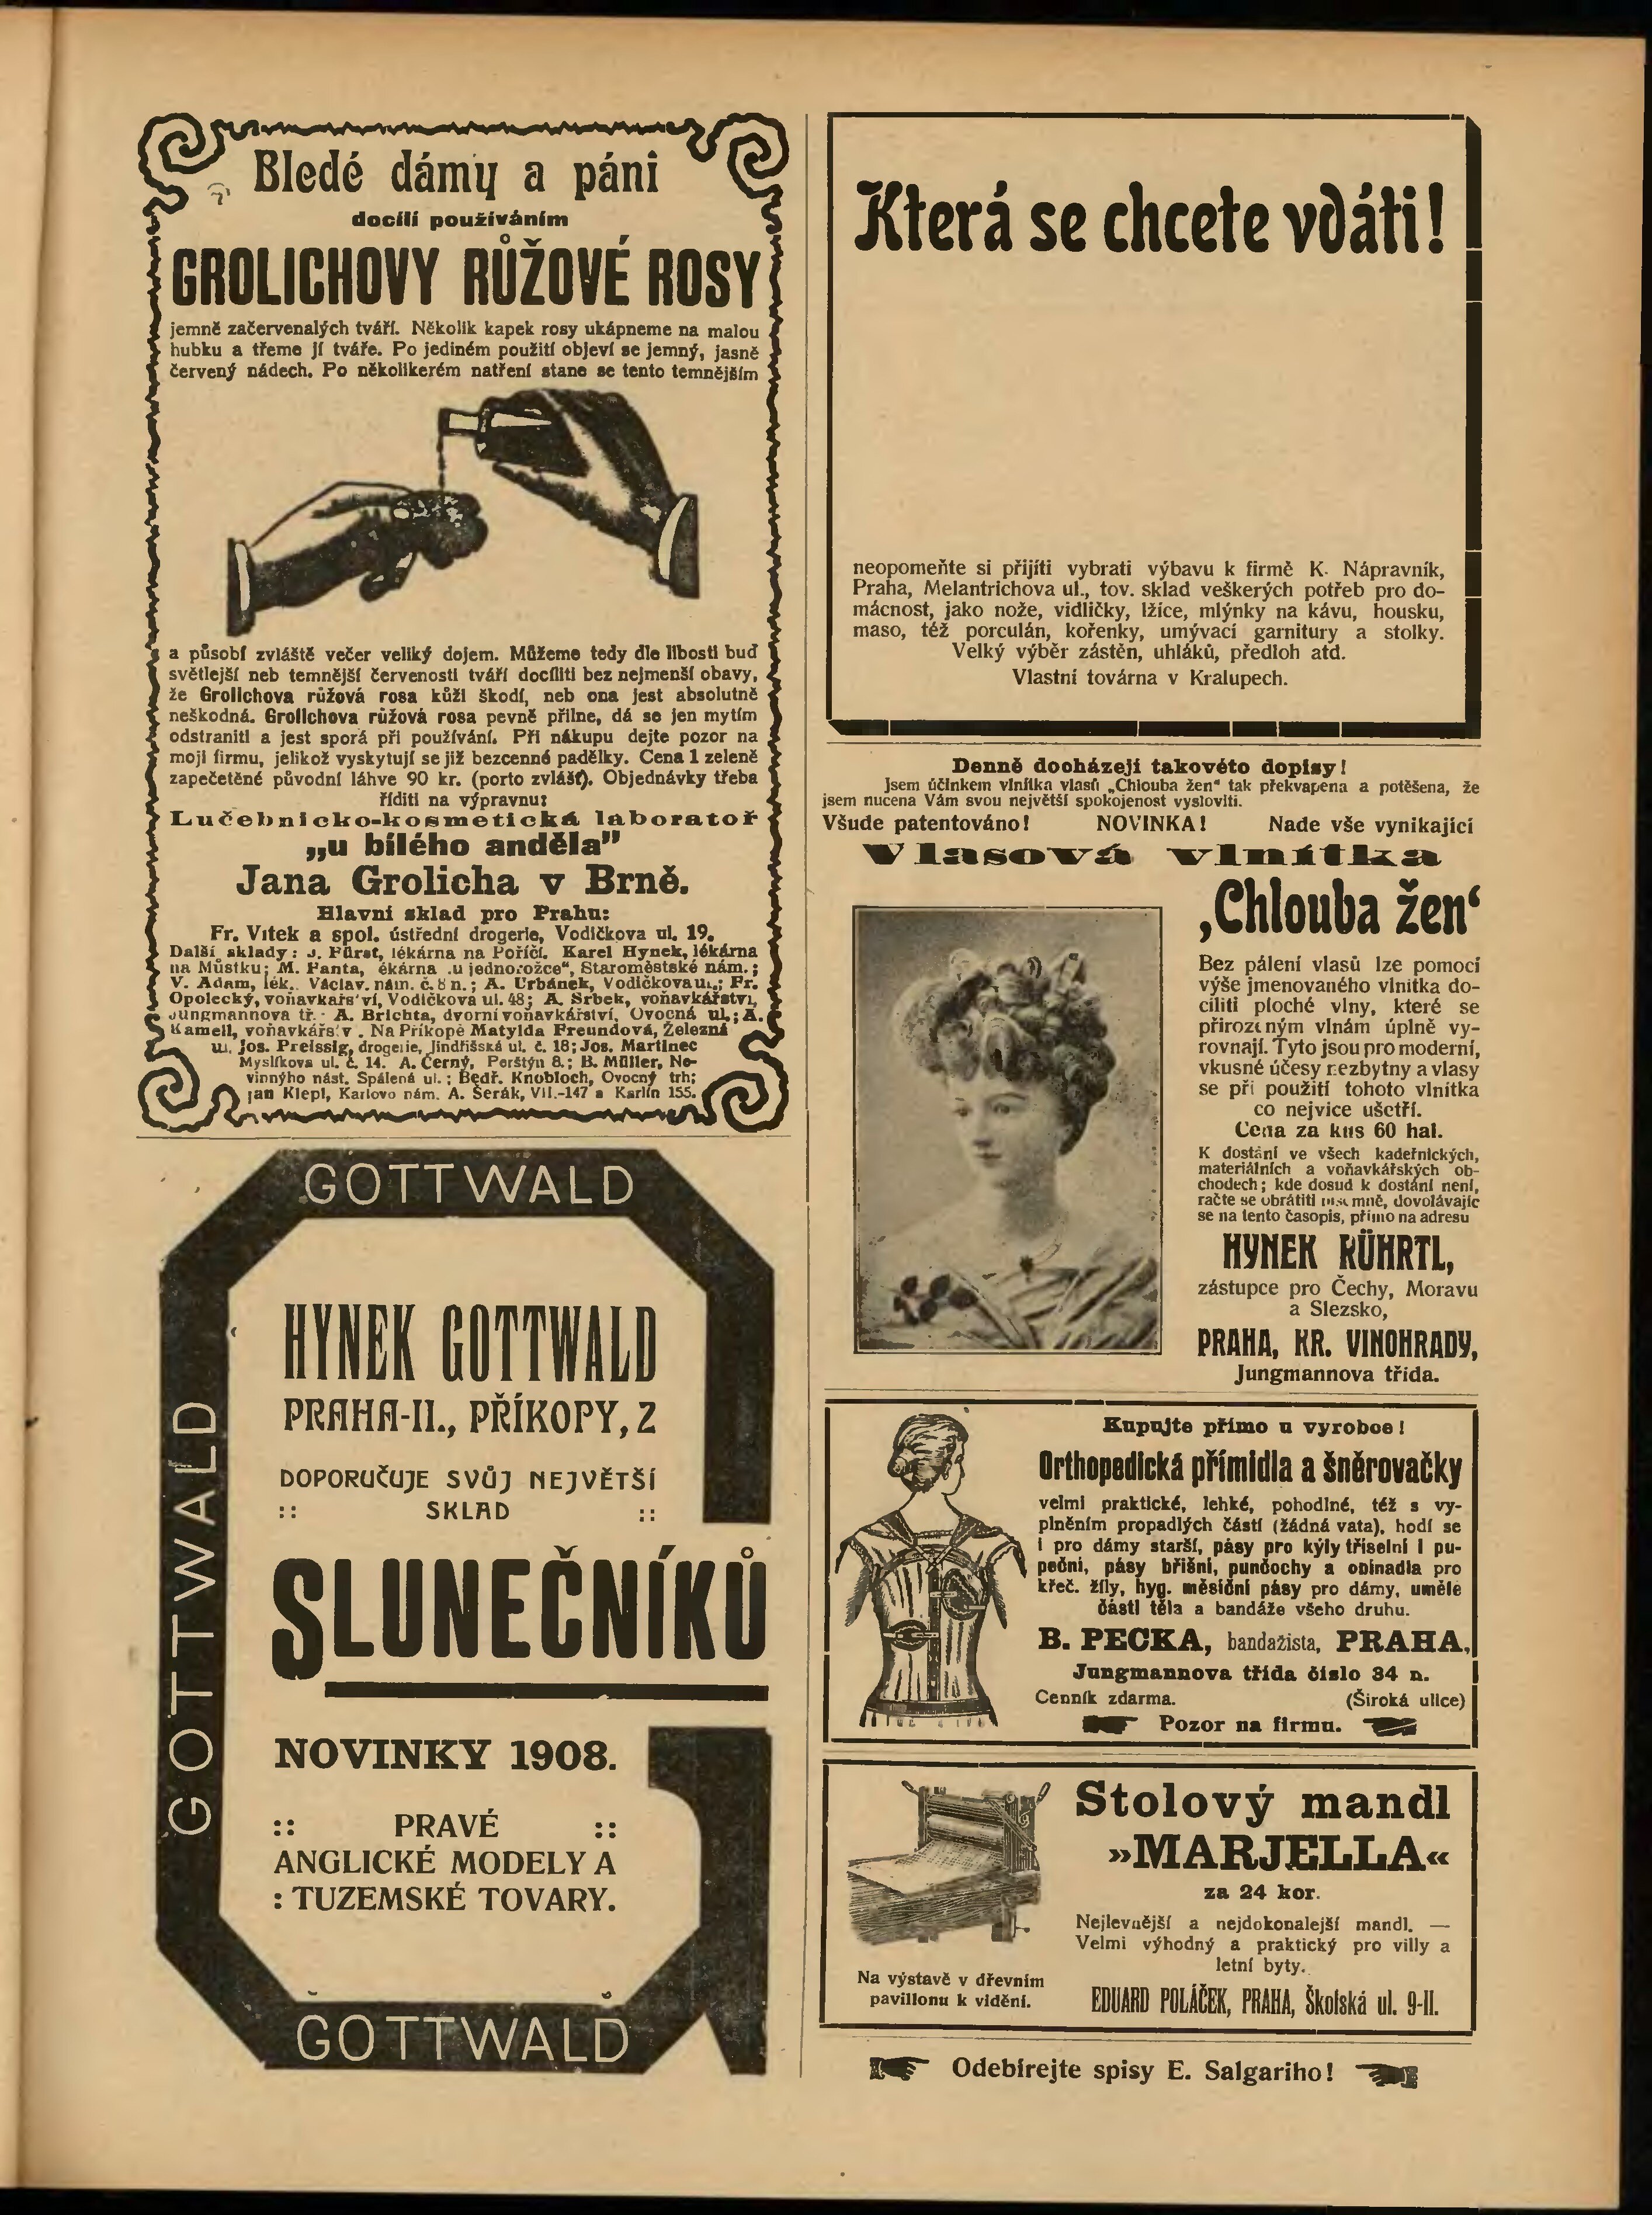 Bledé dámy a páni
docílí používáním
GROLICHOVY RŮŽOVÉ ROSY
jemně začervenalých tváří. Několik kapek rosy ukápneme na malou
hubku a třeme jí tváře. Po jediném použití objeví se jemný, jasně
červený nádech. Po několikerém natření stane se tento temnějším
a působí zvláště večer veliký dojem. Můžeme tedy dle libosti buď
světlejší neb temnější červenosti tváří docíliti bez nejmenší obavy,
že Grolichova růžová rosa kůži škodí, neb ona jest absolutně
neškodná. Grolichova růžová rosa pevně přilne, dá se jen mytím
odstraniti a jest sporá při používání. Při nákupu dejte pozor na
moji firmu, jelikož vyskytují se již bezcenné padělky. Cena 1 zeleně
zapečetěné původní láhve 90 kr. (porto zvlášť). Objednávky třeba
říditi na výpravnu:
Lučebnicko-kosmetická laboratoř
„u bílého anděla"
Jana Grolicha v Brně.
Hlavní sklad pro Prahu:
Fr. Vitek a spol. ústřední drogerie, Vodičkova ul. 19.
Další sklady: J. Fürst, lékárna na Poříčí. Karel Hynek, lékárna
na Můstku; M. Fanta, ékárna „u jednorožce", Staroměstské nám.;
V. Adam, lék. Václav. nám. č. 8 n.; A. Urbánek, Vodičkova ul.; Fr.
Opolecký, voňavkářs'ví, Vodičkova ul. 48; A. Srbek, voňavkářství,
Jungmannova tř. A. Brichta, dvorní voňavkářství, Ovocná ul.; A.
Kameil, voňavkářs'v . Na Příkopě Matylda Freundová, Železná
ul. Jos. Preissig, drogerie, Jindřišská ul. č. 18; Jos. Martinec
Myslíkova ul. č. 14. A. Černý, Perštýn 8.; B. Müller, No-
vinnýho nást. Spálená ul.; Bedř. Knobloch, Ovocný trh;
Jan Klepl, Karlovo nám. A. Šerák, VII.-147 a Karlín 155.
GOTTWALD
GOTTWALD
HYNEK GOTTWALD
PRAHA-II., PŘÍKOPY, 2
DOPORUČUJE SVŮJ NEJVĚTŠÍ
:: SKLAD ::
SLUNEČNÍKŮ
NOVINKY 1908.
:: PRAVÉ ::
ANGLICKÉ MODELY A
: TUZEMSKÉ TOVARY.
GOTTWALD
Která se chcete vdáti!
neopomeňte si přijíti vybrati výbavu k firmě K. Nápravník,
Praha, Melantrichova ul., tov. sklad veškerých potřeb pro do-
mácnost, jako nože, vidličky, lžíce, mlýnky na kávu, housku,
maso, též porculán, kořenky, umývací garnitury a stolky.
Velký výběr zástěn, uhláků, předloh atd.
Vlastní továrna v Kralupech.
Denně docházejí takovéto dopisy!
Jsem účinkem vlnítka vlasů „Chlouba žen" tak překvapena a potěšena, že
jsem nucena Vám svou největší spokojenost vysloviti.
Všude patentováno! NOVINKA! Nade vše vynikající
Vlasová vlnítka
‚Chlouba žen‘
Bez pálení vlasů lze pomocí
výše jmenovaného vlnítka do-
cíliti ploché vlny, které se
přirozeným vlnám úplně vy-
rovnají. Tyto jsou pro moderní,
vkusné účesy nezbytny a vlasy
se při použití tohoto vlnítka
co nejvíce ušetří.
Cena za kus 60 hal.
K dostání ve všech kadeřnických,
materiálních a voňavkářských ob-
chodech; kde dosud k dostání není,
račte se obrátiti na mně, dovolávajíc
se na tento časopis, přímo na adresu
HYNEK KÜHRTL,
zástupce pro Čechy, Moravu
a Slezsko,
PRAHA, KR. VINOHRADY,
Jungmannova třída.
Kupujte přímo u výrobce!
Orthopedická přímidla a šněrovačky
velmi praktické, lehké, pohodlné, též s vy-
plněním propadlých částí (žádná vata), hodí se
i pro dámy starší, pásy pro kýly tříselní i pu-
peční, pásy břišní, punčochy a obinadla pro
křeč. žíly, hyg. měsíční pásy pro dámy, umělé
části těla a bandáže všeho druhu.
B. PECKA, bandažista, PRAHA,
Jungmannova třída číslo 34 n.
Cenník zdarma. (Široká ulice)
Pozor na firmu.
Stolový mandl
»MARJELLA«
za 24 kor.
Nejlevnější a nejdokonalejší mandl. —
Velmi výhodný a praktický pro villy a
letní byty.
Na výstavě v dřevním
pavillonu k vidění.
EDUARD POLÁČEK, PRAHA, Školská ul. 9-II.
Odebírejte spisy E. Salgariho!